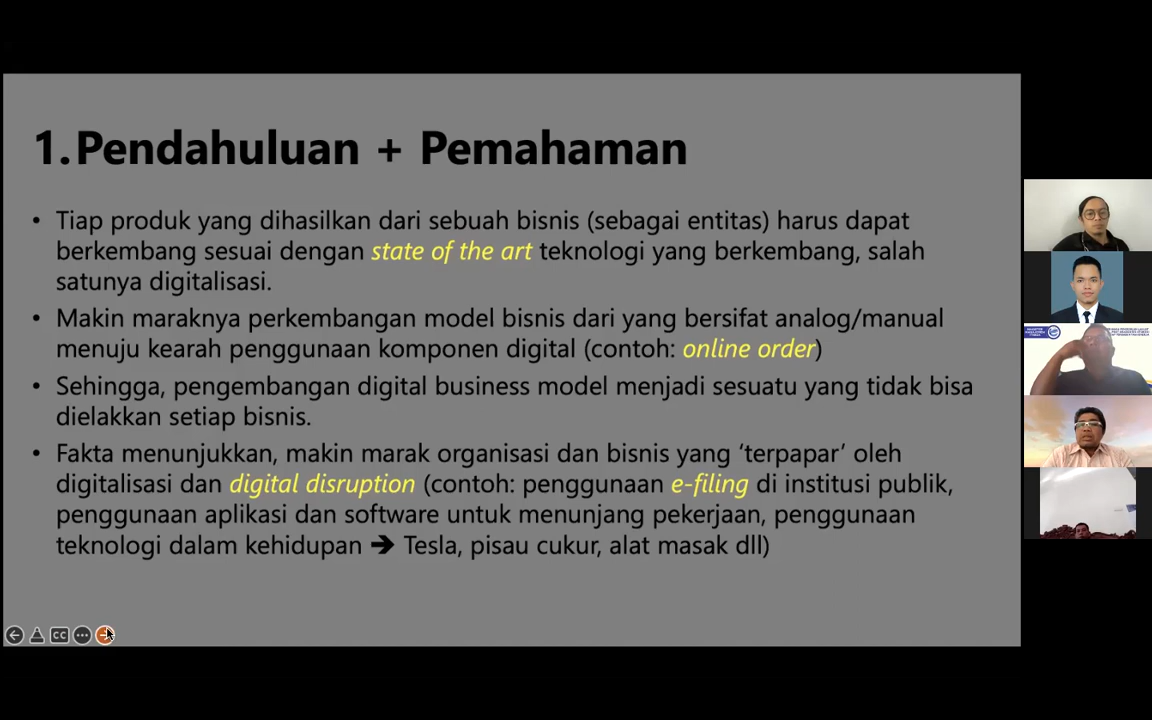 1. Pendahuluan + Pemahaman
• Tiap produk yang dihasilkan dari sebuah bisnis (sebagai entitas) harus dapat
berkembang sesuai dengan state of the art teknologi yang berkembang, salah
satunya digitalisasi.
• Makin maraknya perkembangan model bisnis dari yang bersifat analog/manual
menuju kearah penggunaan komponen digital (contoh: online order)
• Sehingga, pengembangan digital business model menjadi sesuatu yang tidak bisa
dielakkan setiap bisnis.
• Fakta menunjukkan, makin marak organisasi dan bisnis yang ‘terpapar’ oleh
digitalisasi dan digital disruption (contoh: penggunaan e-filing di institusi publik,
penggunaan aplikasi dan software untuk menunjang pekerjaan, penggunaan
teknologi dalam kehidupan ➔ Tesla, pisau cukur, alat masak dll)
CC